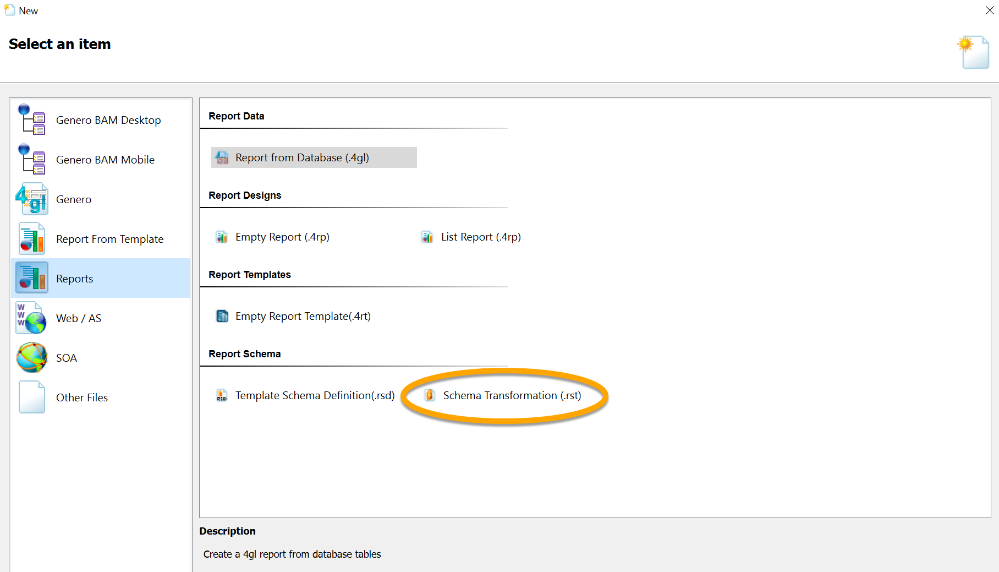 New
Select an item
Genero BAM Desktop
Genero BAM Mobile
Genero
Report From Template
Reports
Web / AS
SOA
Other Files
Report Data
Report from Database (.4gl)
Report Designs
Empty Report (.4rp)
List Report (.4rp)
Report Templates
Empty Report Template(.4rt)
Report Schema
Template Schema Definition(.rsd)
Schema Transformation (.rst)
Description
Create a 4gl report from database tables